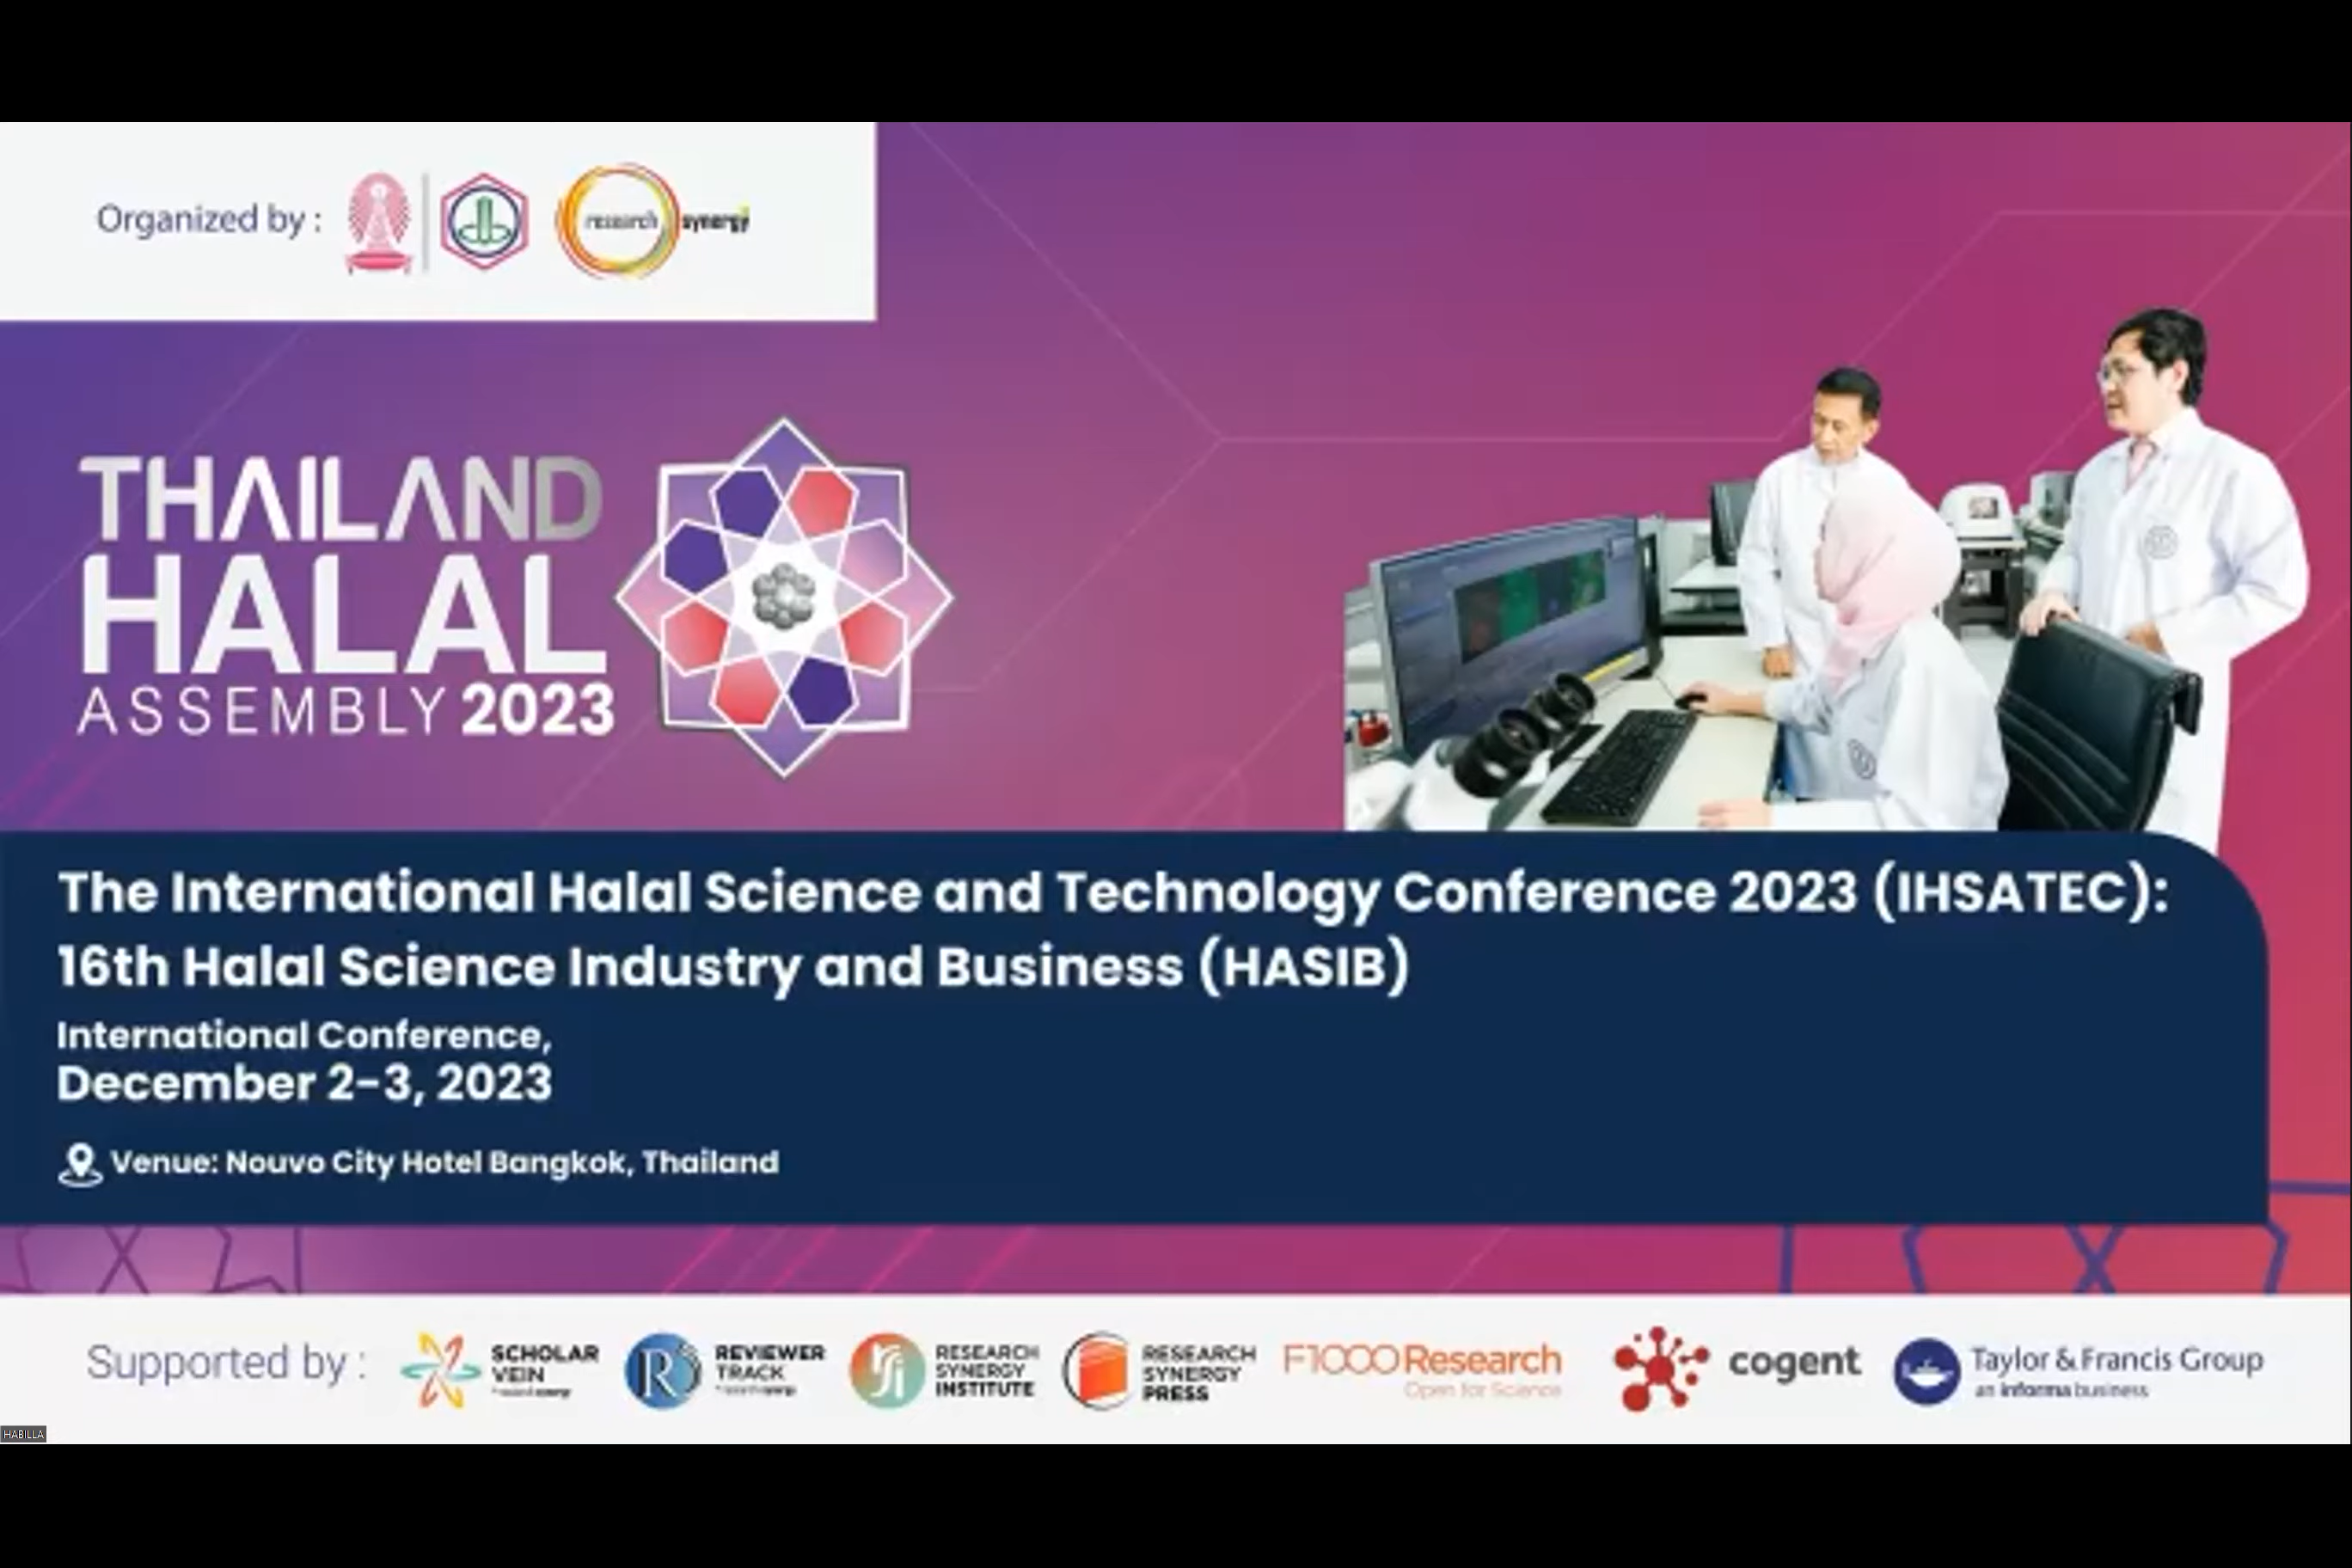 Organized by :
research synergy
THAILAND
HALAL
ASSEMBLY 2023
The International Halal Science and Technology Conference 2023 (IHSATEC):
16th Halal Science Industry and Business (HASIB)
International Conference,
December 2-3, 2023
Venue: Nouvo City Hotel Bangkok, Thailand
Supported by :
SCHOLAR
VEIN
REVIEWER
TRACK
RESEARCH
SYNERGY
INSTITUTE
RESEARCH
SYNERGY
PRESS
F1000Research
Open for Science
cogent
Taylor & Francis Group
an informa business
HABILLA